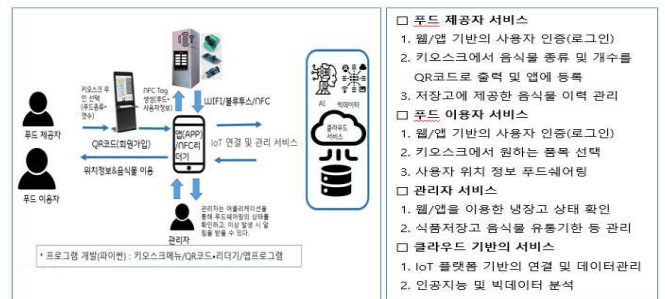 키오스크 푸
드 선택
(푸드종류+
갯수)
NFC Tag
생성(푸드+
사용자정보)
WIFI/블루투스/NFC
AI
빅데이터
푸드 제공자
QR코드(회원가입)
앱(APP)
/NFC리
더기
IoT 연결 및 관리 서비스
클라우드
서비스
위치정보&음식물 이용
푸드 이용자
관리자
관리자는 어플리케이션을
통해 푸드쉐어링의 상태를
확인하고, 이상 발생 시 알
림을 받을 수 있다.
* 프로그램 개발(파이썬) : 키오스크메뉴/QR코드•리더기/앱프로그램
□ 푸드 제공자 서비스
1. 웹/앱 기반의 사용자 인증(로그인)
2. 키오스크에서 음식물 종류 및 개수를
QR코드로 출력 및 앱에 등록
3. 저장고에 제공한 음식물 이력 관리
□ 푸드 이용자 서비스
1. 웹/앱 기반의 사용자 인증(로그인)
2. 키오스크에서 원하는 품목 선택
3. 사용자 위치 정보 푸드쉐어링
□ 관리자 서비스
1. 웹/앱을 이용한 냉장고 상태 확인
2. 식품저장고 음식물 유통기한 등 관리
□ 클라우드 기반의 서비스
1. IoT 플랫폼 기반의 연결 및 데이터관리
2. 인공지능 및 빅데이터 분석